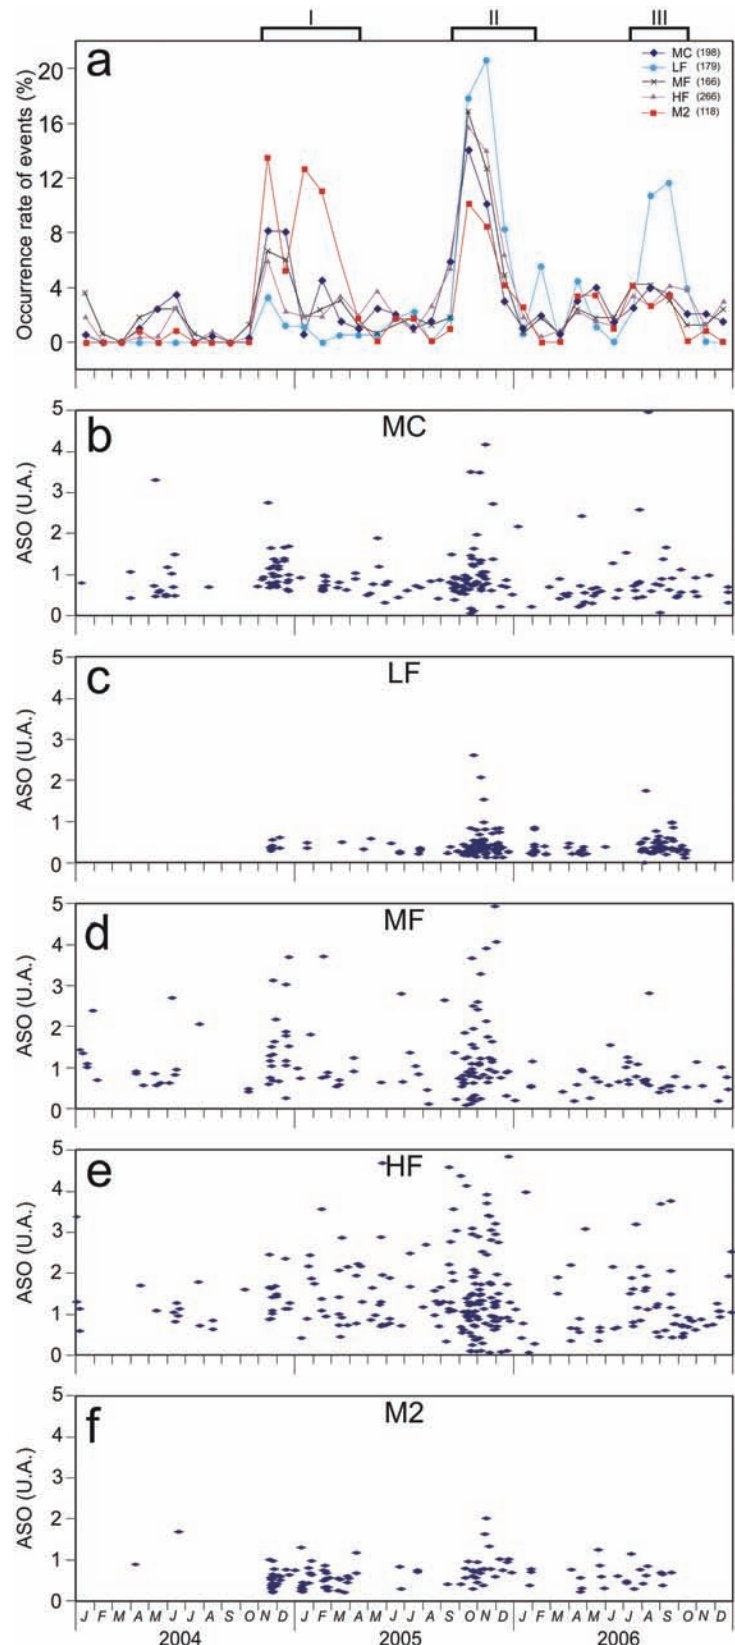 I II III
a
Occurrence rate of events (%)
20
16
12
8
4
0
MC (198)
LF (179)
MF (166)
HF (266)
M2 (118)
b
MC
ASO (U.A.)
5
4
3
2
1
0
c
LF
ASO (U.A.)
5
4
3
2
1
0
d
MF
ASO (U.A.)
5
4
3
2
1
0
e
HF
ASO (U.A.)
5
4
3
2
1
0
f
M2
ASO (U.A.)
5
4
3
2
1
0
J F M A M J J A S O N D J F M A M J J A S O N D J F M A M J J A S O N D
2004 2005 2006